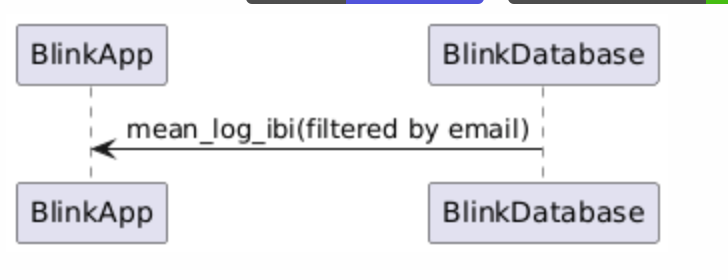 BlinkApp
BlinkDatabase
mean_log_ibi(filtered by email)
BlinkApp
BlinkDatabase